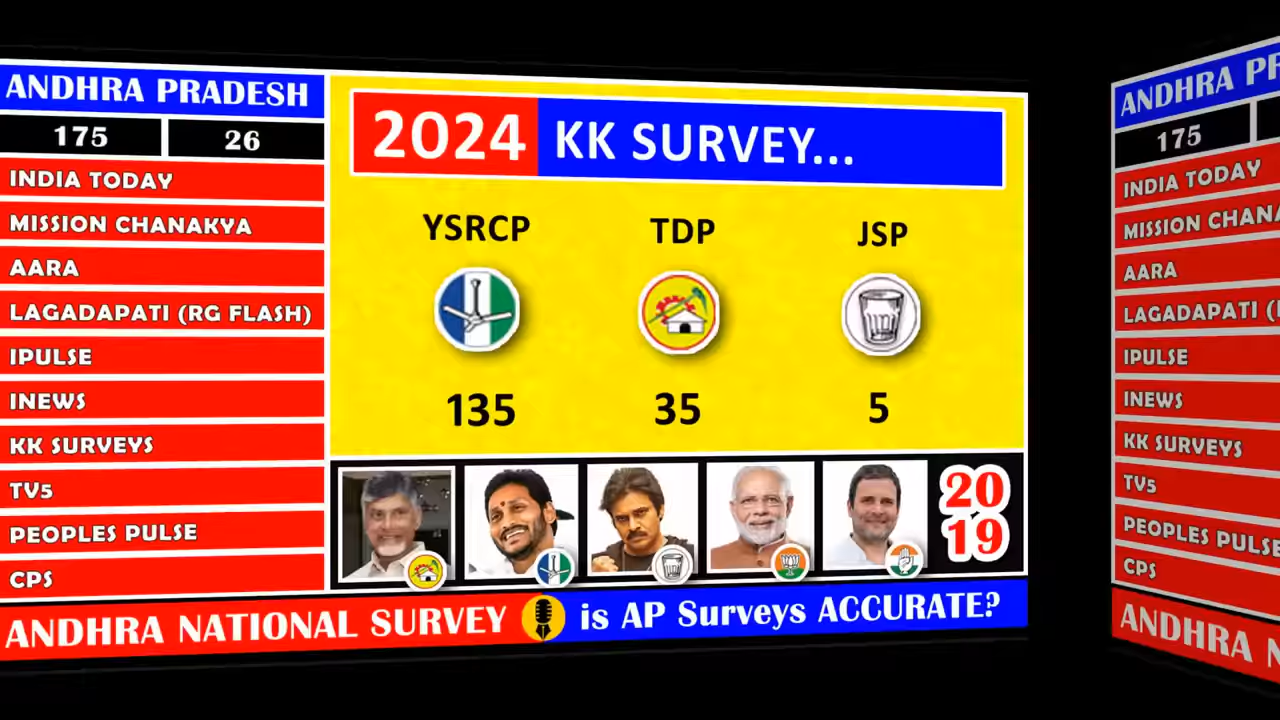 ANDHRA PRADESH
175 26
INDIA TODAY
MISSION CHANAKYA
AARA
LAGADAPATI (RG FLASH)
IPULSE
INEWS
KK SURVEYS
TV5
PEOPLES PULSE
CPS
2024 KK SURVEY...
YSRCP TDP JSP
135 35 5
20
19
ANDHRA NATIONAL SURVEY is AP Surveys ACCURATE?
ANDHRA PR
175
INDIA TODAY
MISSION CHANA
AARA
LAGADAPATI (
IPULSE
INEWS
KK SURVEYS
TV5
PEOPLES PULSE
CPS
ANDHRA N